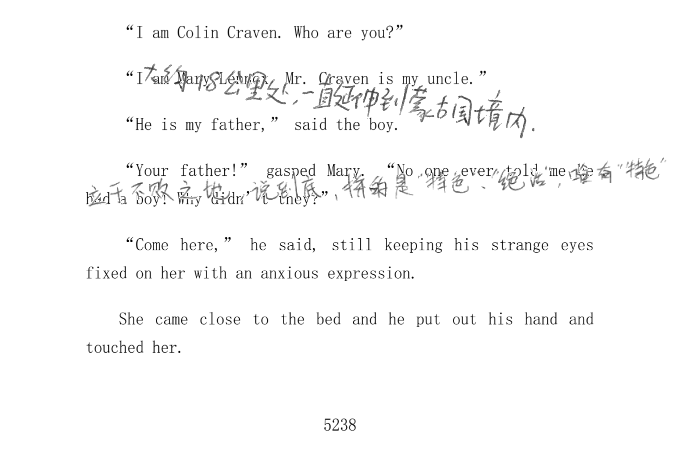 “I am Colin Craven. Who are you?”
“I am Mary Lennox. Mr. Craven is my uncle.”
大约18公里处,一直延伸到蒙古国境内.
“He is my father,” said the boy.
“Your father!” gasped Mary. “No one ever told me he
立于不败之地。说到底,拼的是“特色”、绝活,唯有“特色”
had a boy! Why didn’t they?”
“Come here,” he said, still keeping his strange eyes
fixed on her with an anxious expression.
She came close to the bed and he put out his hand and
touched her.
5238